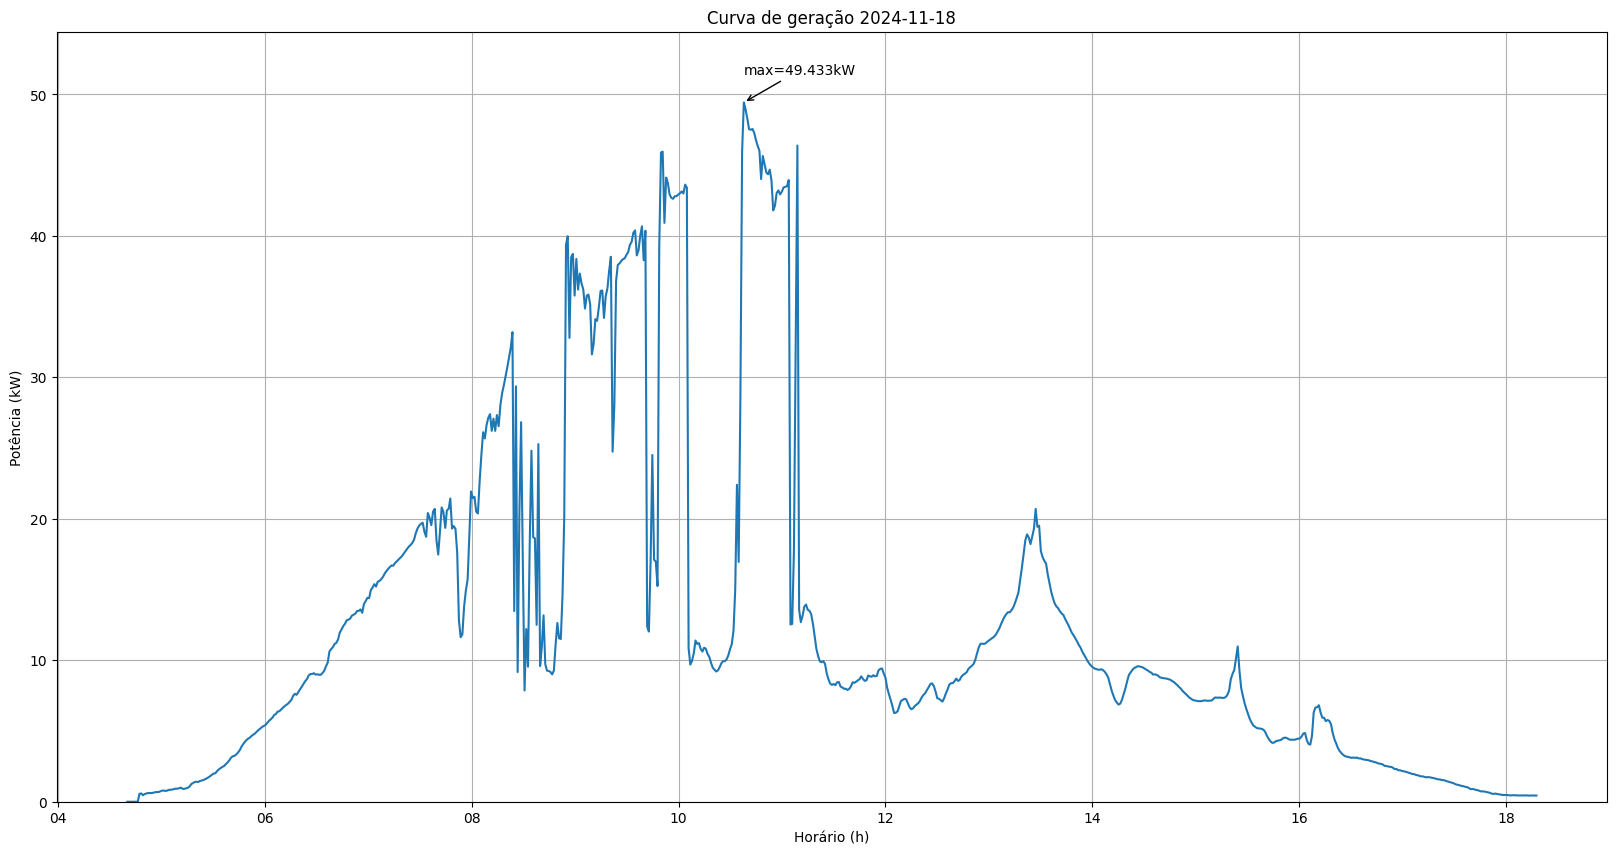 Curva de geração 2024-11-18
max=49.433kW
Potência (kW)
50
40
30
20
10
0
04 06 08 10 12 14 16 18
Horário (h)